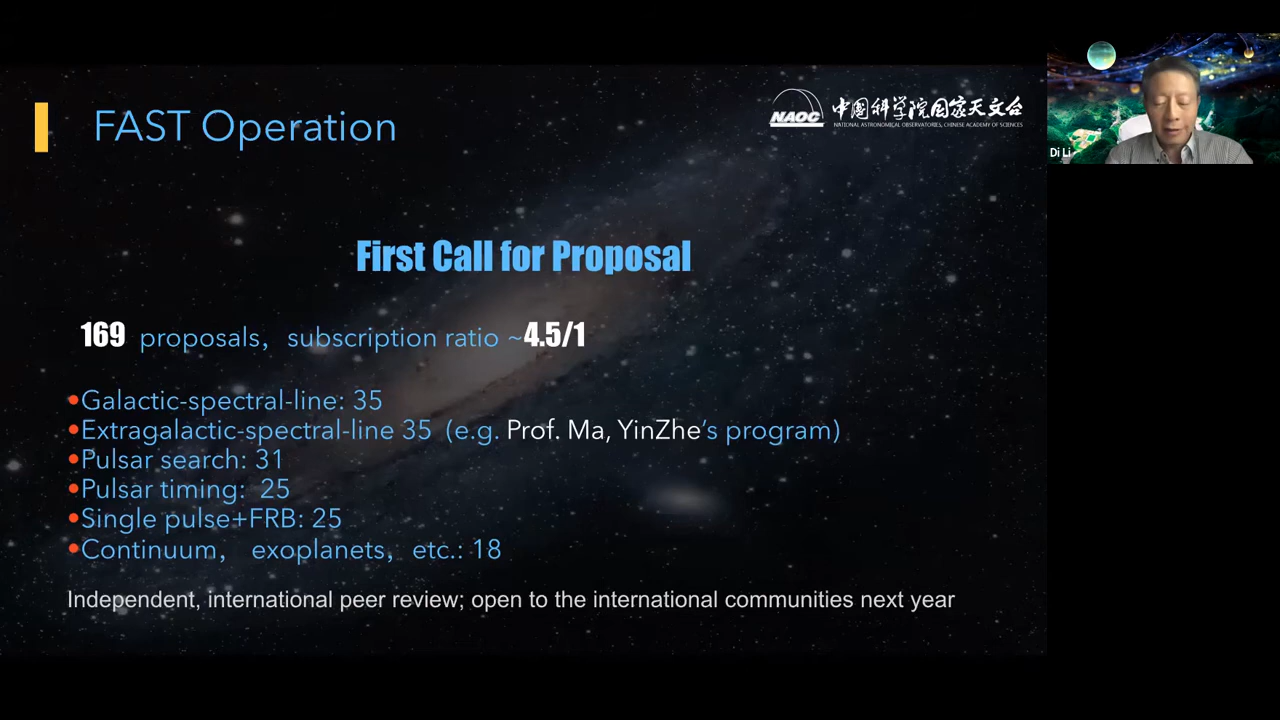 FAST Operation
NAOC 中国科学院国家天文台
NATIONAL ASTRONOMICAL OBSERVATORIES, CHINESE ACADEMY OF SCIENCES
Di Li
First Call for Proposal
169 proposals， subscription ratio ~4.5/1
•Galactic-spectral-line: 35
•Extragalactic-spectral-line 35 (e.g. Prof. Ma, YinZhe’s program)
•Pulsar search: 31
•Pulsar timing: 25
•Single pulse+FRB: 25
•Continuum， exoplanets， etc.: 18
Independent, international peer review; open to the international communities next year